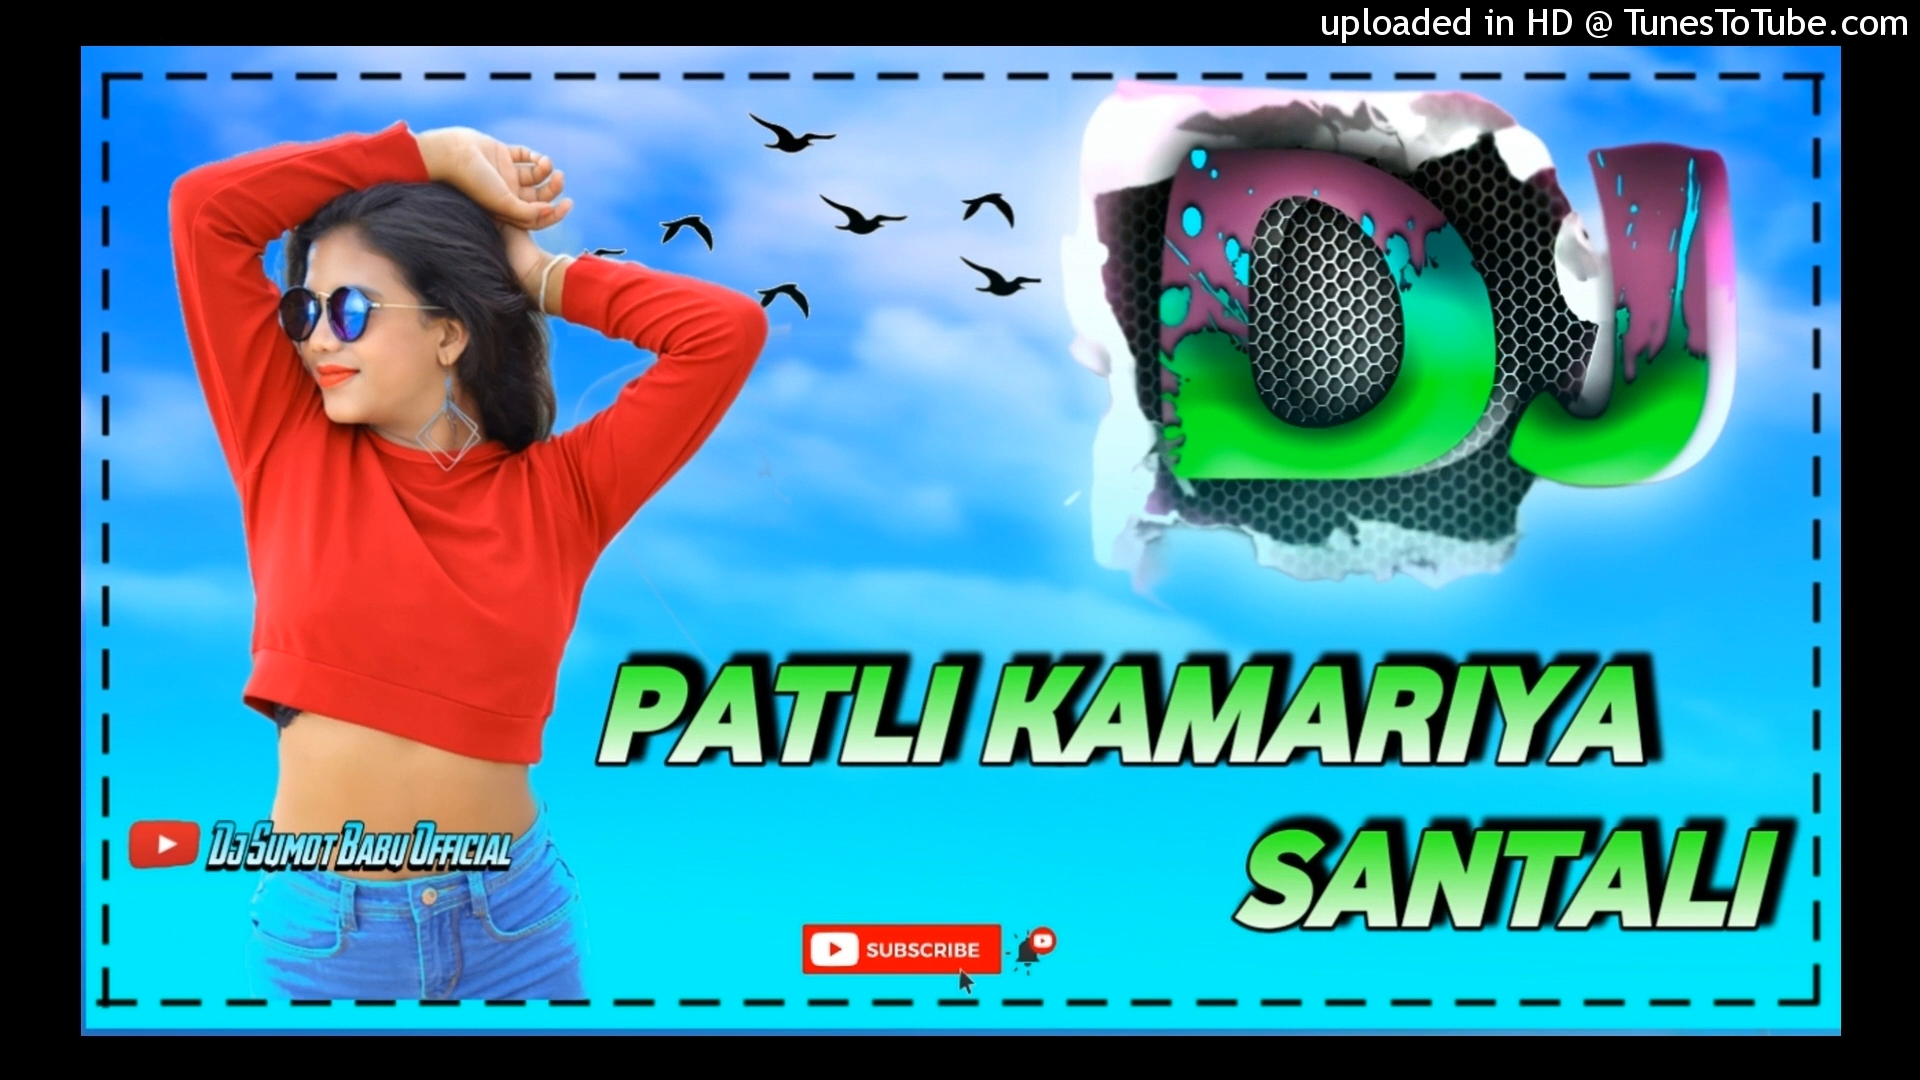 uploaded in HD @ TunesToTube.com
DJ
PATLI KAMARIYA
SANTALI
Dj Sumot Babu Official
SUBSCRIBE